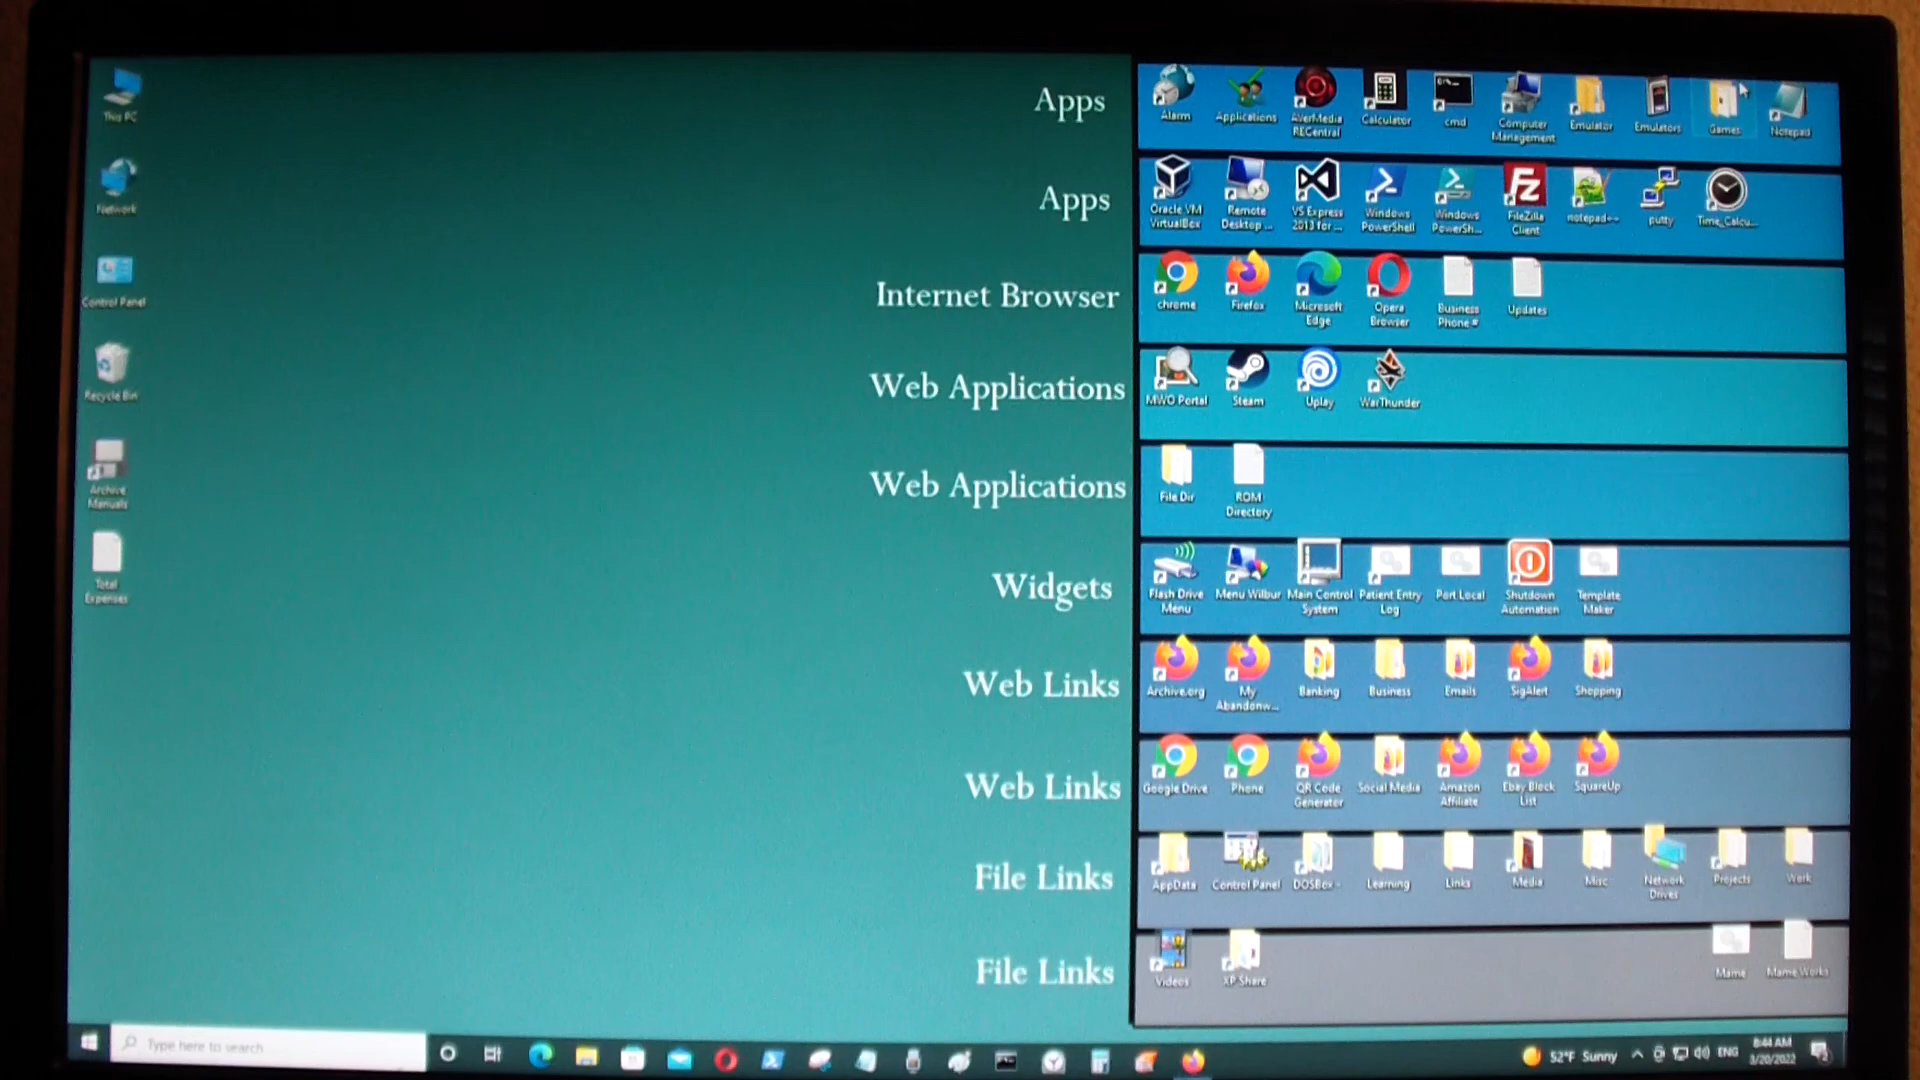 This PC
Network
Control Panel
Recycle Bin
Archive
Manuals
Total
Expenses
Apps
Alarm
Applications
AVerMedia
RECentral
Calculator
cmd
Computer
Management
Emulator
Emulators
Games
Notepad
Apps
Oracle VM
VirtualBox
Remote
Desktop ...
VS Express
2013 for ...
Windows
PowerShell
Windows
PowerSh...
FileZilla
Client
notepad++
putty
Time_Calcu...
Internet Browser
chrome
Firefox
Microsoft
Edge
Opera
Browser
Business
Phone #
Updates
Web Applications
MWO Portal
Steam
Uplay
WarThunder
Web Applications
File Dir
ROM
Directory
Widgets
Flash Drive
Menu
Menu Wilbur
Main Control
System
Patient Entry
Log
Port Local
Shutdown
Automation
Template
Maker
Web Links
Archive.org
My
Abandonw...
Banking
Business
Emails
SigAlert
Shopping
Web Links
Google Drive
Phone
QR Code
Generator
Social Media
Amazon
Affiliate
Ebay Block
List
SquareUp
File Links
AppData
Control Panel
DOSBox -
Learning
Links
Media
Misc
Network
Drives
Projects
Work
File Links
Videos
XP Share
Mame
Mame Works
Type here to search
52°F Sunny
ENG
8:44 AM
3/20/2022
2